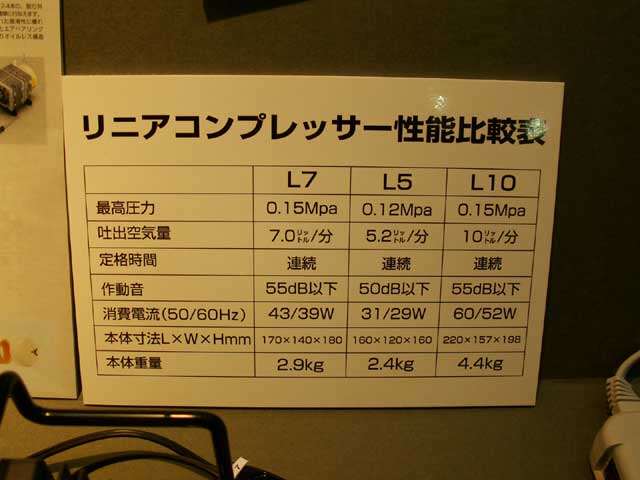 リニアコンプレッサー性能比較表
L7 L5 L10
最高圧力 0.15Mpa 0.12Mpa 0.15Mpa
吐出空気量 7.0リットル/分 5.2リットル/分 10リットル/分
定格時間 連続 連続 連続
作動音 55dB以下 50dB以下 55dB以下
消費電流(50/60Hz) 43/39W 31/29W 60/52W
本体寸法L×W×Hmm 170×140×180 160×120×160 220×157×198
本体重量 2.9kg 2.4kg 4.4kg